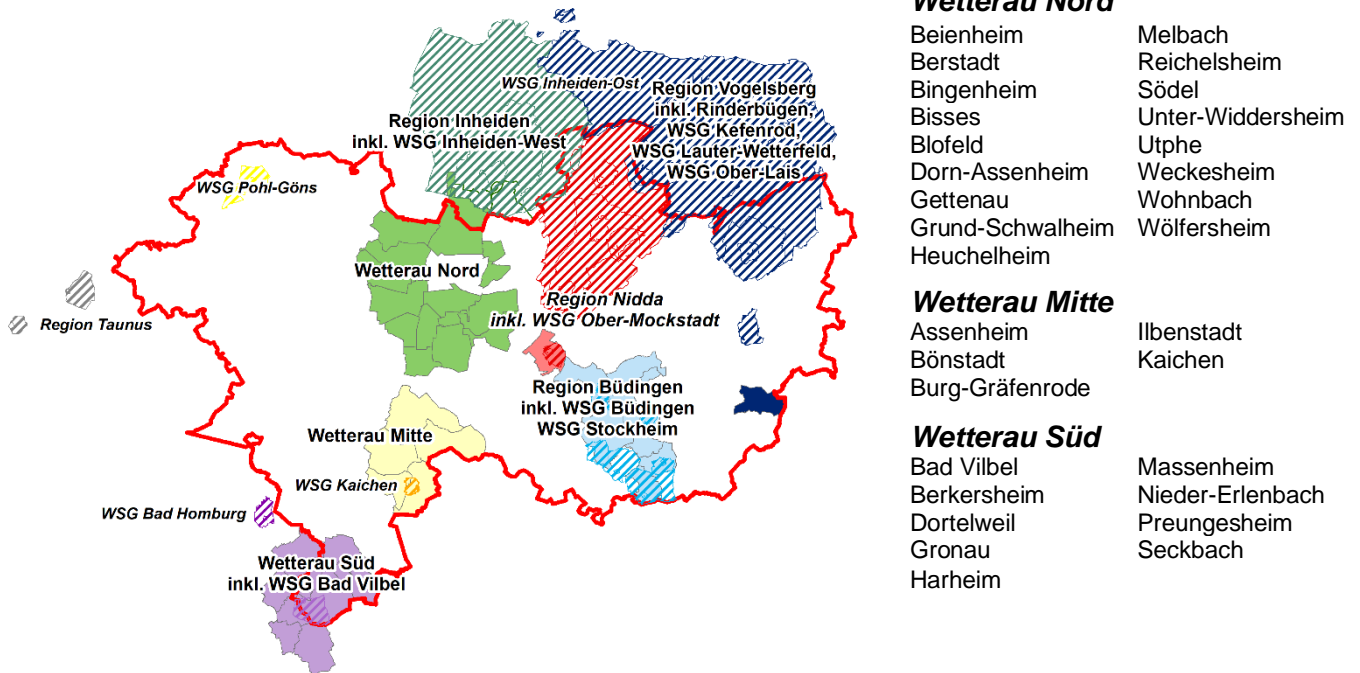 WSG Inheiden-Ost
Region Vogelsberg
inkl. Rinderbügen,
WSG Kefenrod,
WSG Lauter-Wetterfeld,
WSG Ober-Lais
Region Inheiden
inkl. WSG Inheiden-West
WSG Pohl-Göns
Wetterau Nord
Region Taunus
Region Nidda
inkl. WSG Ober-Mockstadt
Region Büdingen
inkl. WSG Büdingen
WSG Stockheim
Wetterau Mitte
WSG Kaichen
WSG Bad Homburg
Wetterau Süd
inkl. WSG Bad Vilbel
Wetterau Nord
Beienheim
Berstadt
Bingenheim
Bisses
Blofeld
Dorn-Assenheim
Gettenau
Grund-Schwalheim
Heuchelheim
Melbach
Reichelsheim
Södel
Unter-Widdersheim
Utphe
Weckesheim
Wohnbach
Wölfersheim
Wetterau Mitte
Assenheim
Bönstadt
Burg-Gräfenrode
Ilbenstadt
Kaichen
Wetterau Süd
Bad Vilbel
Berkersheim
Dortelweil
Gronau
Harheim
Massenheim
Nieder-Erlenbach
Preungesheim
Seckbach